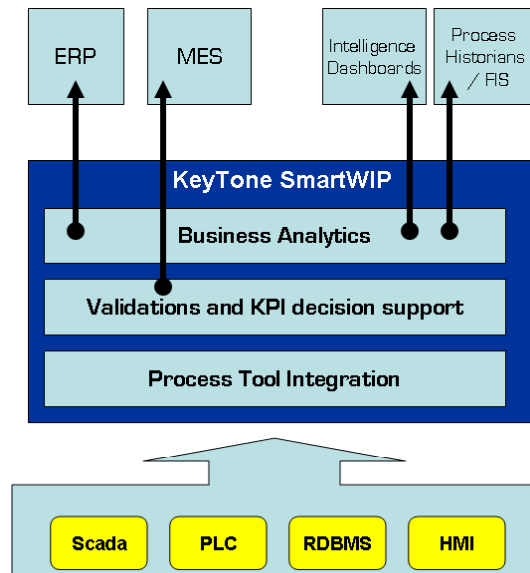 ERP
MES
Intelligence
Dashboards
Process
Historians
/ FIS
KeyTone SmartWIP
Business Analytics
Validations and KPI decision support
Process Tool Integration
Scada
PLC
RDBMS
HMI